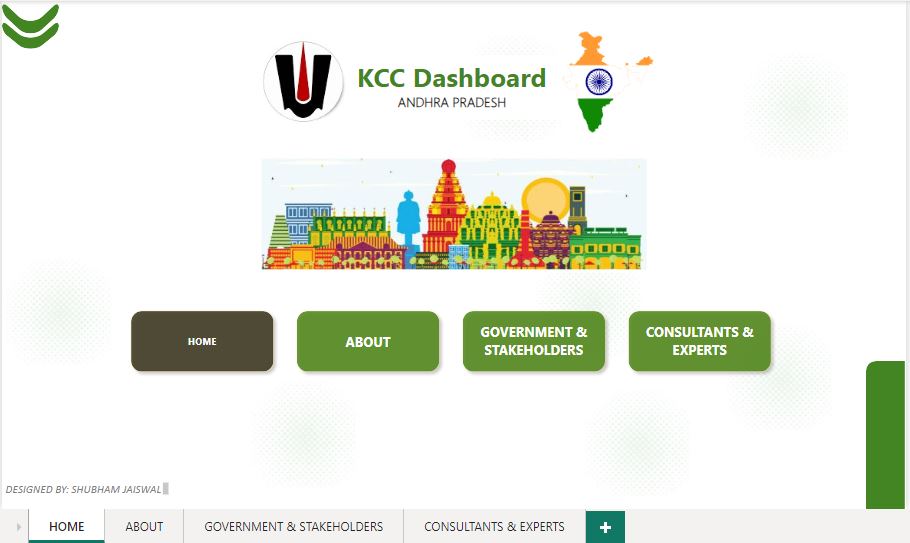 KCC Dashboard
ANDHRA PRADESH
HOME
ABOUT
GOVERNMENT &
STAKEHOLDERS
CONSULTANTS &
EXPERTS
DESIGNED BY: SHUBHAM JAISWAL
HOME
ABOUT
GOVERNMENT & STAKEHOLDERS
CONSULTANTS & EXPERTS
+